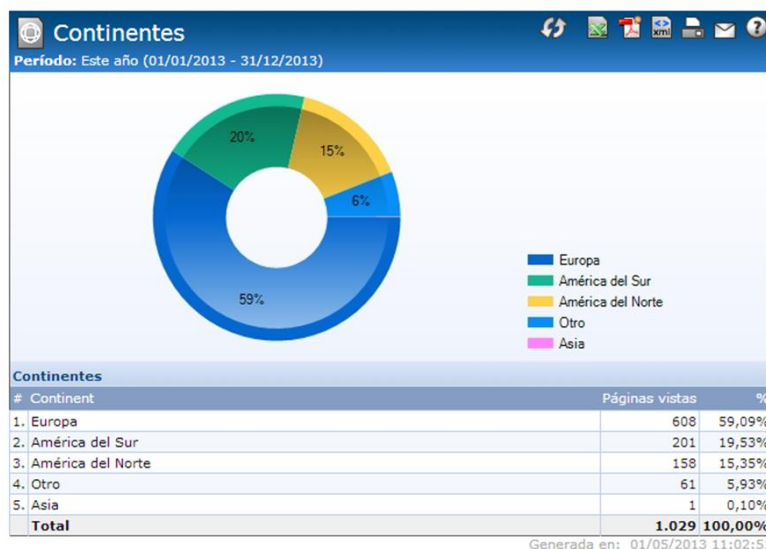 Continentes
xml
Período: Este año (01/01/2013 - 31/12/2013)
20%
15%
6%
59%
Europa
América del Sur
América del Norte
Otro
Asia
Continentes
# Continent Páginas vistas %
1. Europa 608 59,09%
2. América del Sur 201 19,53%
3. América del Norte 158 15,35%
4. Otro 61 5,93%
5. Asia 1 0,10%
Total 1.029 100,00%
Generada en: 01/05/2013